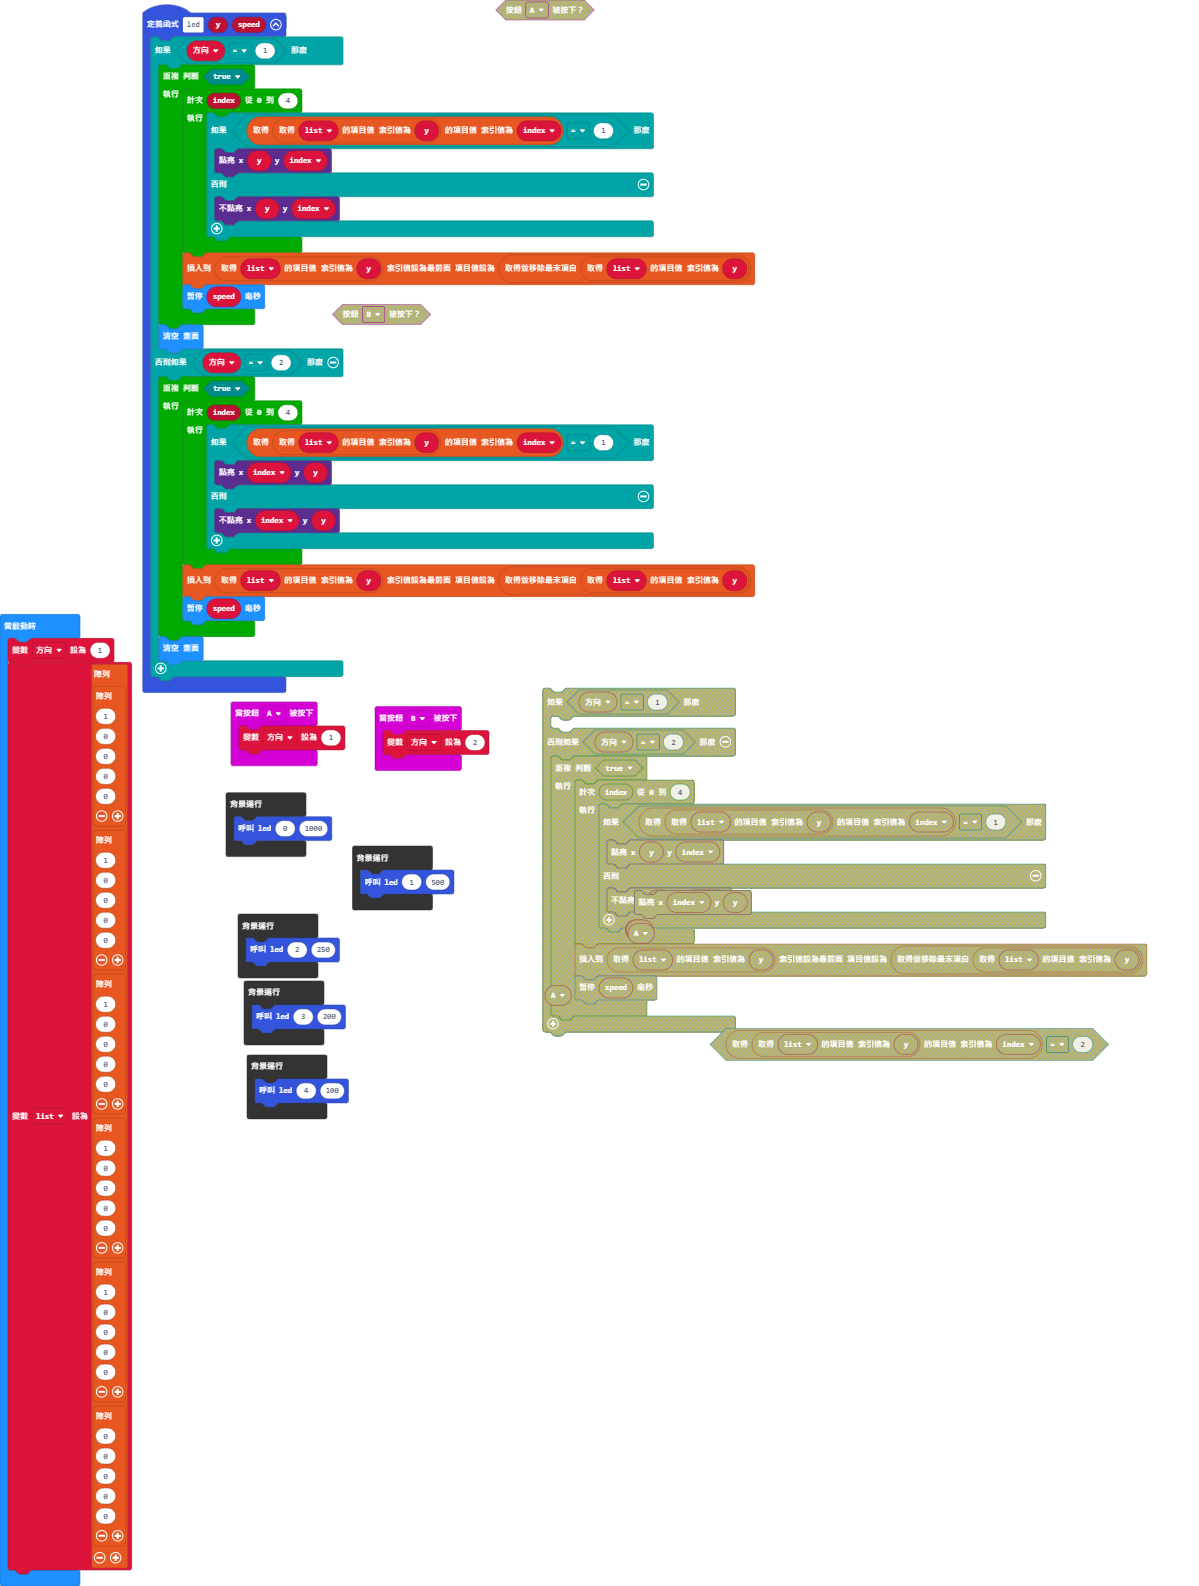 按鈕 A 被按下？
定義函式 led y speed
如果 方向 = 1 那麼
重複 判斷 true
執行
計次 index 從 0 到 4
執行
如果 取得 取得 list 的項目值 索引值為 y 的項目值 索引值為 index = 1 那麼
點亮 x y y index
否則
不點亮 x y y index
插入到 取得 list 的項目值 索引值為 y 索引值設為最前面 項目值設為 取得並移除最末項自 取得 list 的項目值 索引值為 y
暫停 speed 毫秒
按鈕 B 被按下？
清空 畫面
否則如果 方向 = 2 那麼
重複 判斷 true
執行
計次 index 從 0 到 4
執行
如果 取得 取得 list 的項目值 索引值為 y 的項目值 索引值為 index = 1 那麼
點亮 x index y y
否則
不點亮 x index y y
插入到 取得 list 的項目值 索引值為 y 索引值設為最前面 項目值設為 取得並移除最末項自 取得 list 的項目值 索引值為 y
暫停 speed 毫秒
清空 畫面
當啟動時
變數 方向 設為 1
變數 list 設為
陣列
陣列
1
0
0
0
0
陣列
1
0
0
0
0
陣列
1
0
0
0
0
陣列
1
0
0
0
0
陣列
1
0
0
0
0
陣列
0
0
0
0
0
當按鈕 A 被按下
變數 方向 設為 1
當按鈕 B 被按下
變數 方向 設為 2
背景運行
呼叫 led 0 1000
背景運行
呼叫 led 1 500
背景運行
呼叫 led 2 250
背景運行
呼叫 led 3 200
背景運行
呼叫 led 4 100
如果 方向 = 1 那麼
否則如果 方向 = 2 那麼
重複 判斷 true
執行
計次 index 從 0 到 4
執行
如果 取得 取得 list 的項目值 索引值為 y 的項目值 索引值為 index = 1 那麼
點亮 x y y index
否則
不點亮
點亮 x index y y
A
插入到 取得 list 的項目值 索引值為 y 索引值設為最前面 項目值設為 取得並移除最末項自 取得 list 的項目值 索引值為 y
暫停 speed 毫秒
A
取得 取得 list 的項目值 索引值為 y 的項目值 索引值為 index = 2